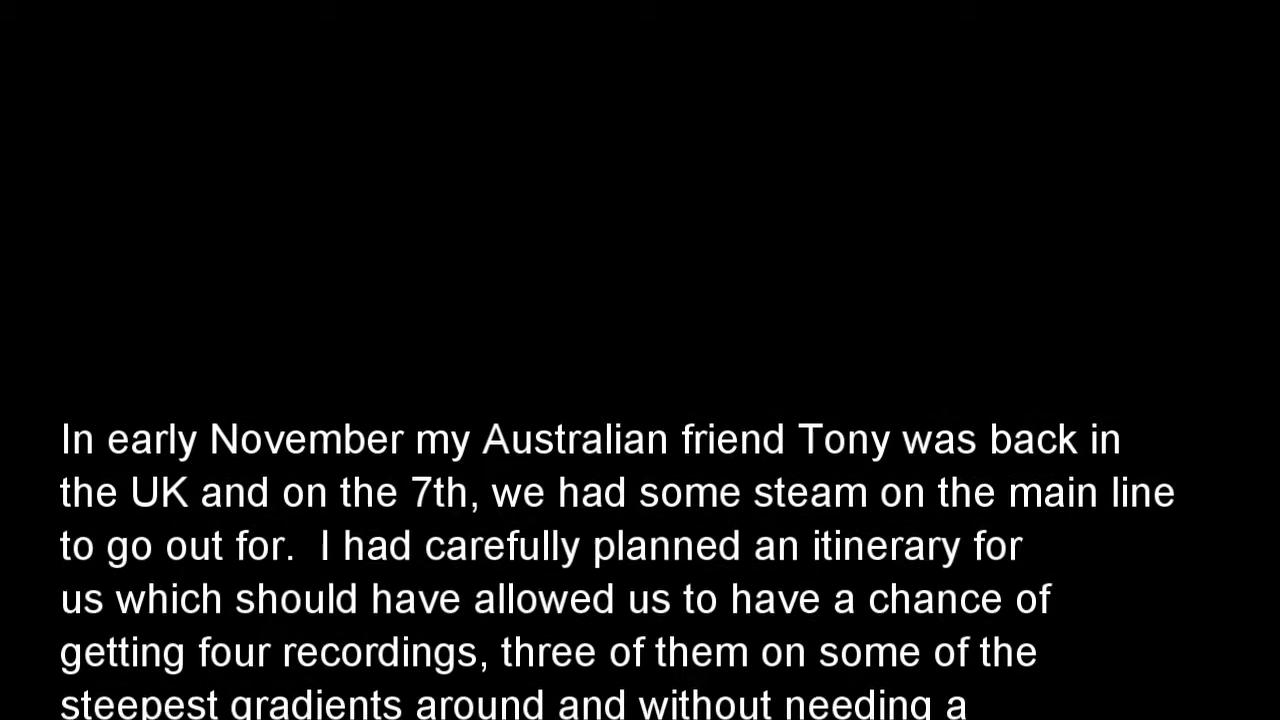 In early November my Australian friend Tony was back in
the UK and on the 7th, we had some steam on the main line
to go out for.  I had carefully planned an itinerary for
us which should have allowed us to have a chance of
getting four recordings, three of them on some of the
steepest gradients around and without needing a